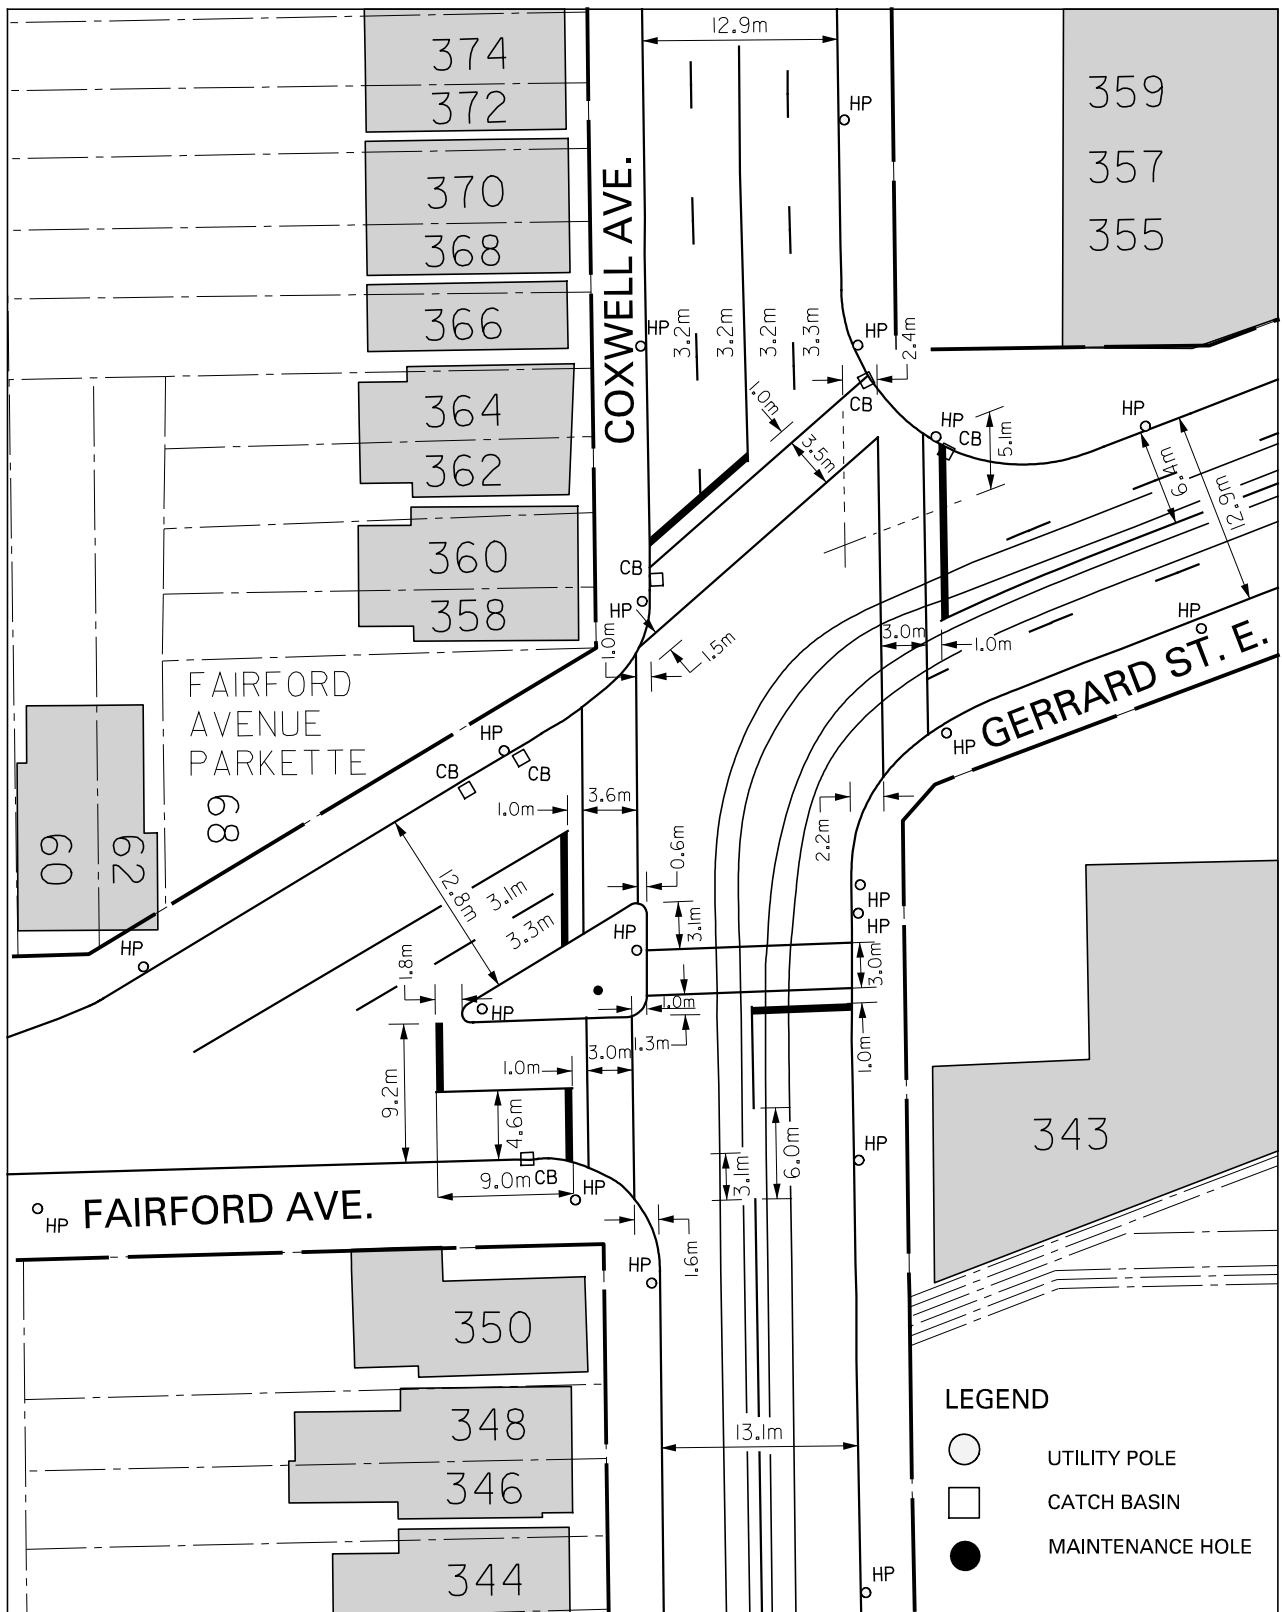 12.9m
374
372
HP
359
357
355
370
368
366
COXWELL AVE.
HP
3.2m
3.2m
3.2m
3.3m
HP
2.4m
CB
1.0m
3.5m
364
362
HP
CB
5.1m
HP
6.4m
12.9m
360
358
CB
HP
1.0m
1.5m
3.0m
1.0m
HP
GERRARD ST. E.
HP
FAIRFORD
AVENUE
PARKETTE
68
60
62
HP
CB
CB
1.0m
3.6m
2.2m
0.6m
12.8m
3.1m
3.3m
HP
HP
HP
HP
3.1m
3.0m
1.8m
HP
1.0m
1.3m
1.0m
9.2m
1.0m
3.0m
4.6m
9.0m
CB
HP
3.1m
6.0m
HP
343
HP
FAIRFORD AVE.
1.6m
HP
350
348
346
344
13.1m
HP
LEGEND
UTILITY POLE
CATCH BASIN
MAINTENANCE HOLE